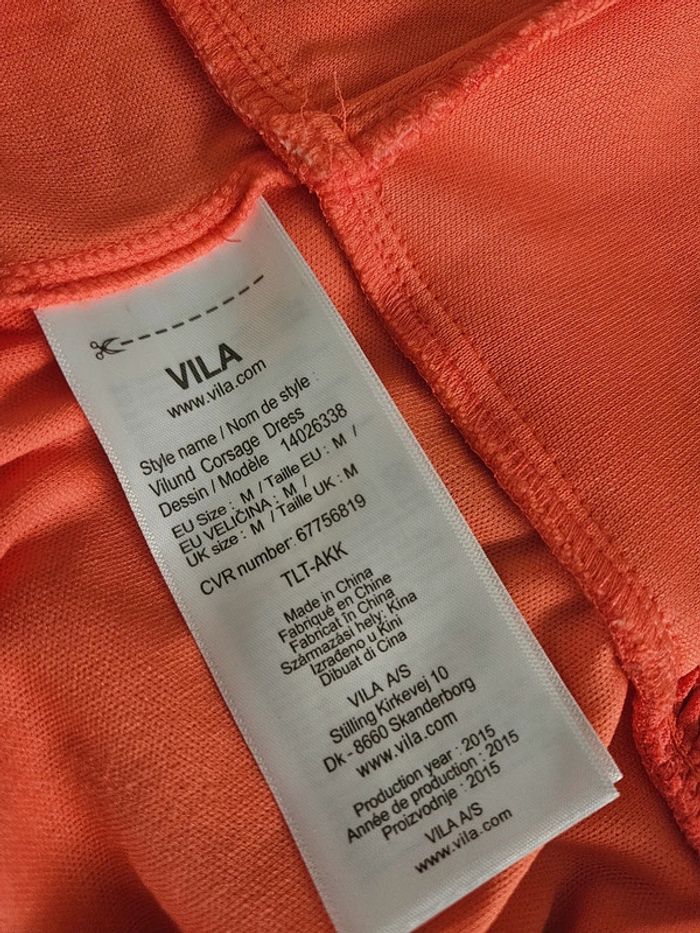 VILA
www.vila.com
Style name / Nom de style :
Vilund Corsage Dress
Dessin / Modèle 14026338
EU Size : M / Taille EU : M /
EU VELIČINA : M /
UK size : M / Taille UK : M
CVR number: 67756819
TLT-AKK
Made in China
Fabriqué en Chine
Fabricat in China
Származási hely: Kina
Izrađeno u Kini
Dibuat di Cina
VILA A/S
Stilling Kirkevej 10
Dk - 8660 Skanderborg
www.vila.com
Production year : 2015
Année de production : 2015
Proizvodnje : 2015
VILA A/S
www.vila.com